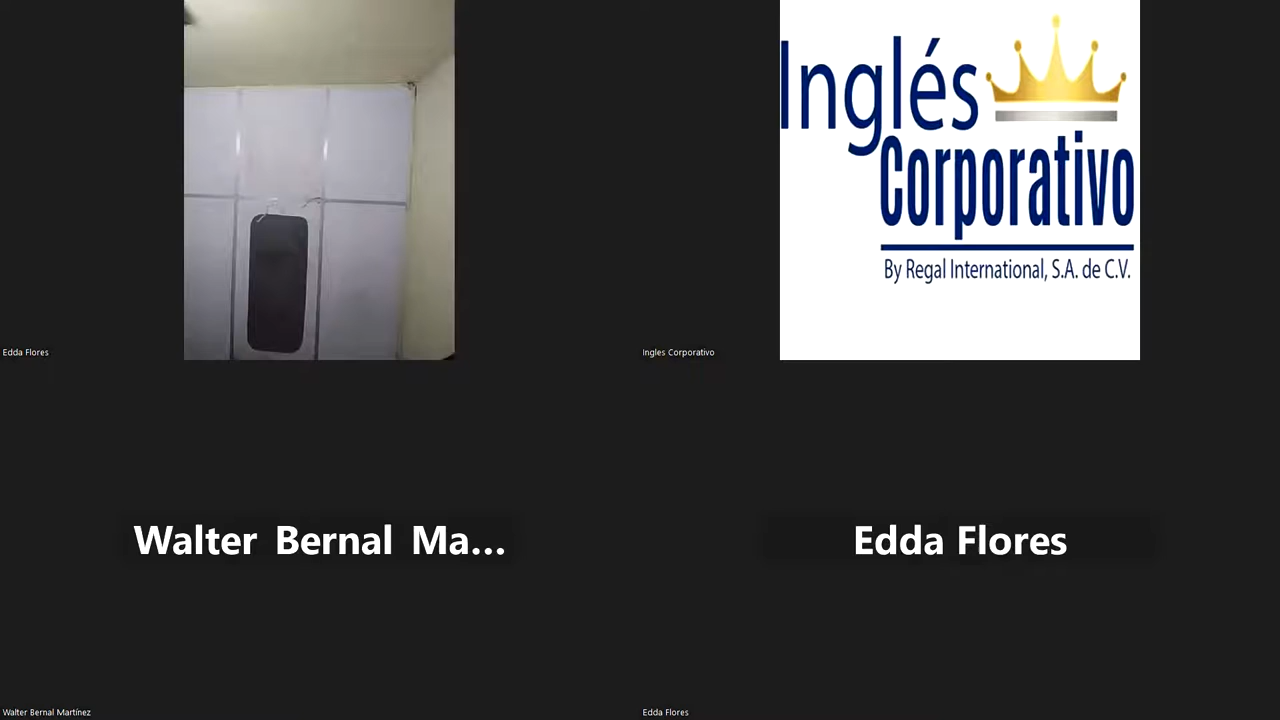 Inglés
Corporativo
By Regal International, S.A. de C.V.
Edda Flores
Ingles Corporativo
Walter Bernal Ma...
Edda Flores
Walter Bernal Martínez
Edda Flores